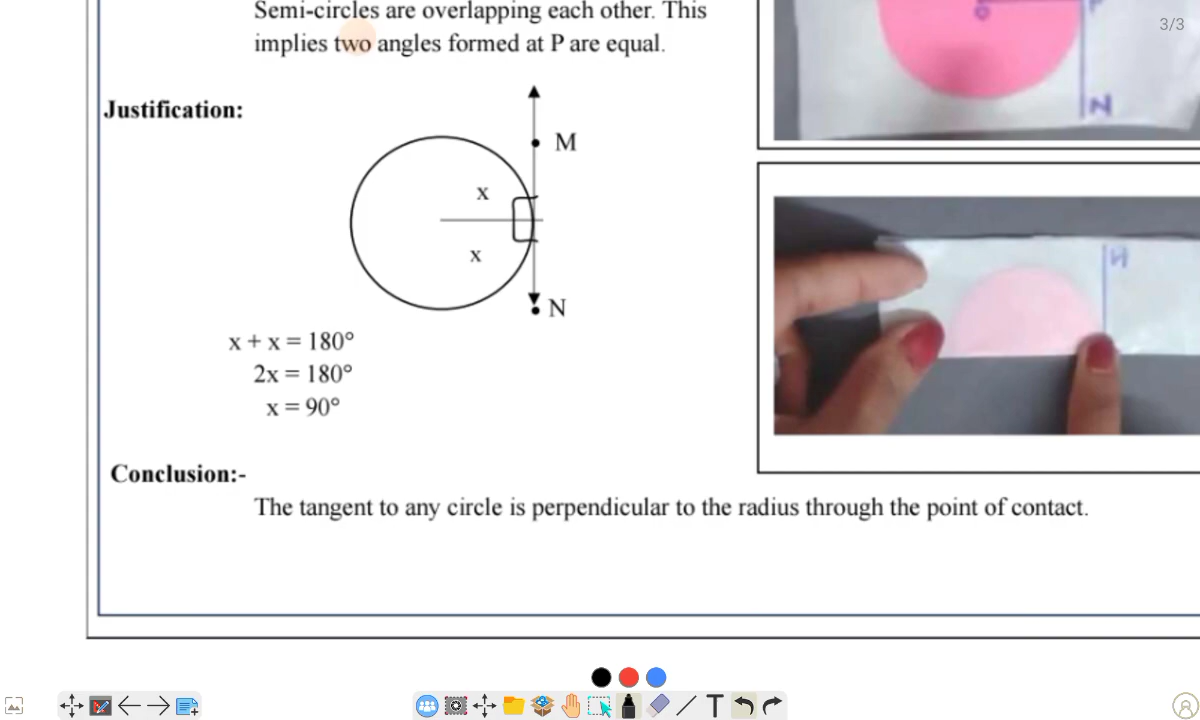 Semi-circles are overlapping each other. This
implies two angles formed at P are equal.
3/3
N
Justification:
M
x
x
N
x + x = 180°
2x = 180°
x = 90°
Conclusion:-
The tangent to any circle is perpendicular to the radius through the point of contact.